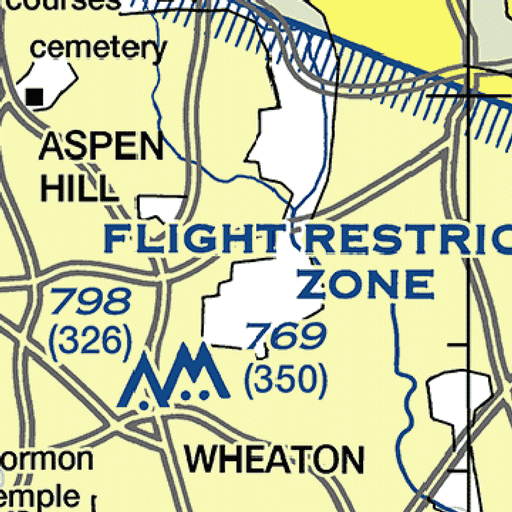 courses
cemetery
ASPEN
HILL
FLIGHT RESTRIC
ZONE
798
(326)
769
(350)
WHEATON
ormon
emple